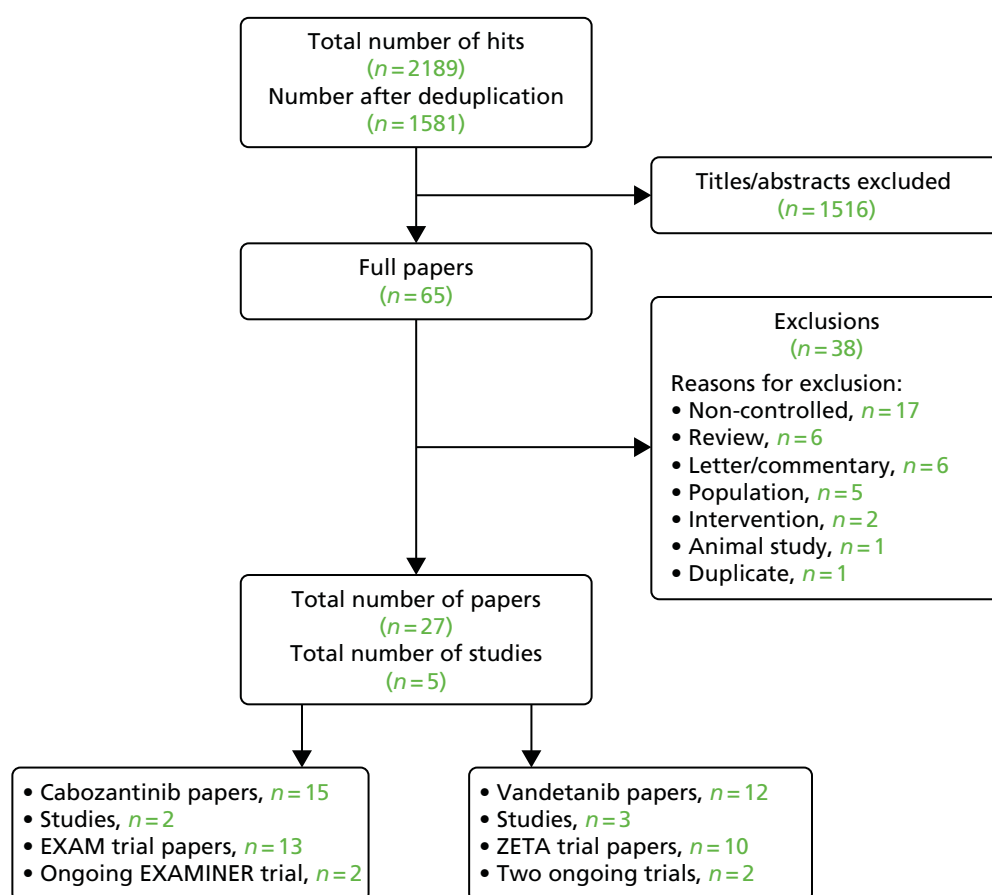 Total number of hits
(n = 2189)
Number after deduplication
(n = 1581)
Titles/abstracts excluded
(n = 1516)
Full papers
(n = 65)
Exclusions
(n = 38)
Reasons for exclusion:
• Non-controlled, n = 17
• Review, n = 6
• Letter/commentary, n = 6
• Population, n = 5
• Intervention, n = 2
• Animal study, n = 1
• Duplicate, n = 1
Total number of papers
(n = 27)
Total number of studies
(n = 5)
• Cabozantinib papers, n = 15
• Studies, n = 2
• EXAM trial papers, n = 13
• Ongoing EXAMINER trial, n = 2
• Vandetanib papers, n = 12
• Studies, n = 3
• ZETA trial papers, n = 10
• Two ongoing trials, n = 2